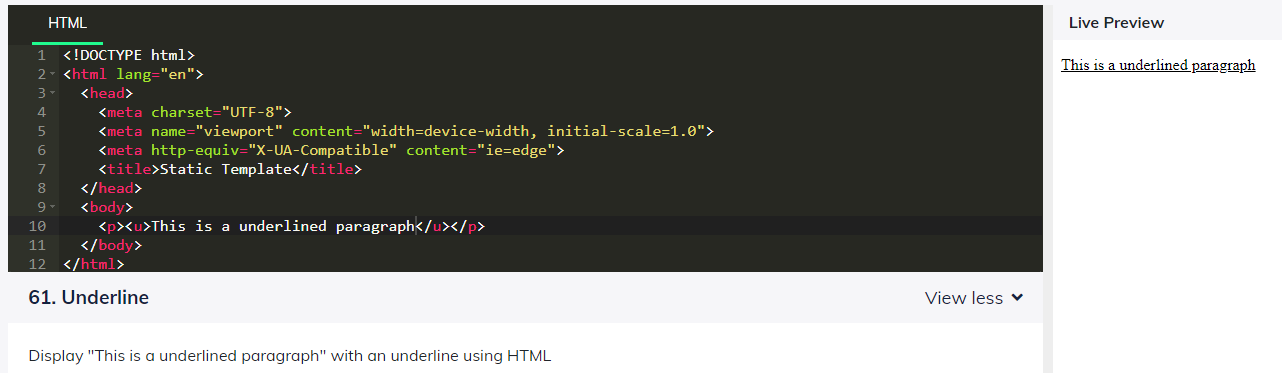 HTML
1 <!DOCTYPE html>
2 <html lang="en">
3 <head>
4 <meta charset="UTF-8">
5 <meta name="viewport" content="width=device-width, initial-scale=1.0">
6 <meta http-equiv="X-UA-Compatible" content="ie=edge">
7 <title>Static Template</title>
8 </head>
9 <body>
10 <p><u>This is a underlined paragraph</u></p>
11 </body>
12 </html>
61. Underline View less
Display "This is a underlined paragraph" with an underline using HTML
Live Preview
This is a underlined paragraph